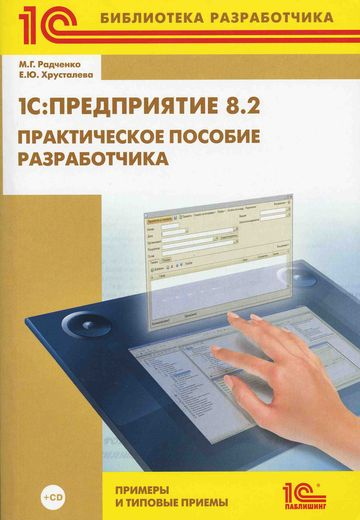 1С
БИБЛИОТЕКА РАЗРАБОТЧИКА
М.Г. Радченко
Е.Ю. Хрусталева
1С:ПРЕДПРИЯТИЕ 8.2
ПРАКТИЧЕСКОЕ ПОСОБИЕ
РАЗРАБОТЧИКА
+CD
ПРИМЕРЫ
И ТИПОВЫЕ ПРИЕМЫ
1С
ПАБЛИШИНГ